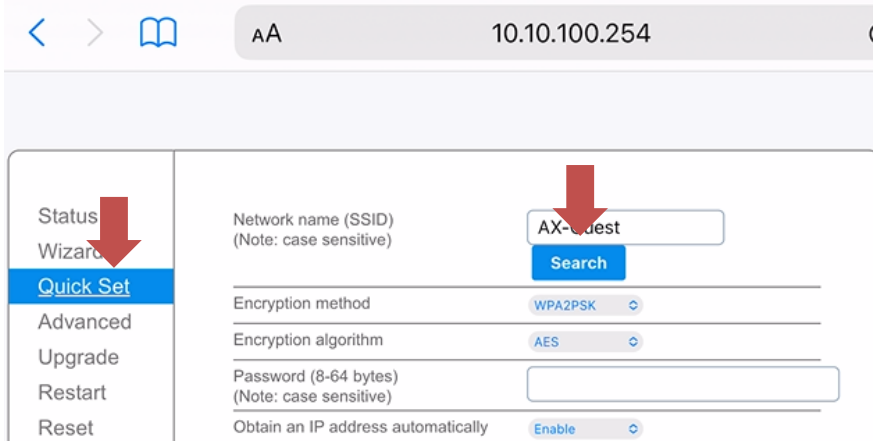 AA 10.10.100.254
Status
Wizard
Quick Set
Advanced
Upgrade
Restart
Reset
Network name (SSID)
(Note: case sensitive)
Search
Encryption method WPA2PSK
Encryption algorithm AES
Password (8-64 bytes)
(Note: case sensitive)
Obtain an IP address automatically Enable